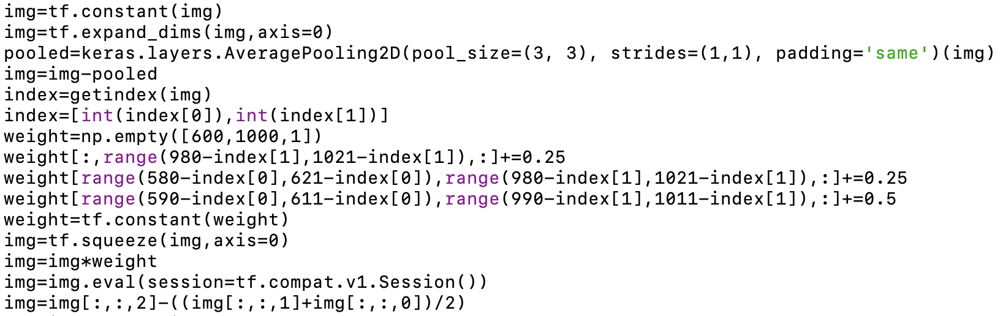 img=tf.constant(img)
img=tf.expand_dims(img,axis=0)
pooled=keras.layers.AveragePooling2D(pool_size=(3, 3), strides=(1,1), padding='same')(img)
img=img-pooled
index=getindex(img)
index=[int(index[0]),int(index[1])]
weight=np.empty([600,1000,1])
weight[:,range(980-index[1],1021-index[1]),:]+=0.25
weight[range(580-index[0],621-index[0]),range(980-index[1],1021-index[1]),:]+=0.25
weight[range(590-index[0],611-index[0]),range(990-index[1],1011-index[1]),:]+=0.5
weight=tf.constant(weight)
img=tf.squeeze(img,axis=0)
img=img*weight
img=img.eval(session=tf.compat.v1.Session())
img=img[:,:,2]-((img[:,:,1]+img[:,:,0])/2)